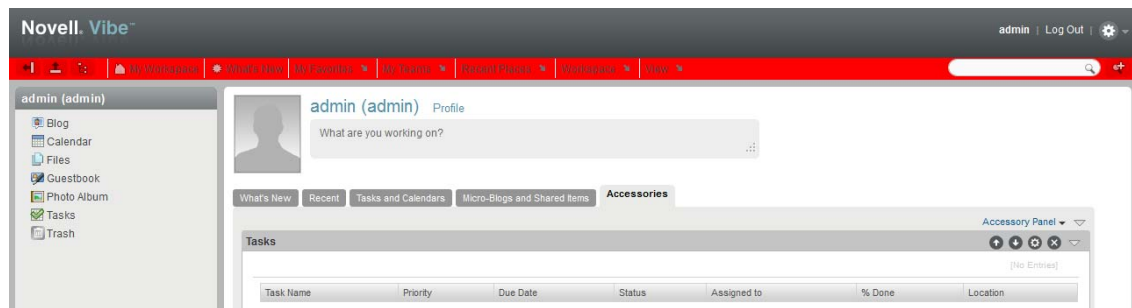 Novell. Vibe™
admin | Log Out |
My Workspace What's New My Favorites My Teams Recent Places Workspace View
admin (admin)
Blog
Calendar
Files
Guestbook
Photo Album
Tasks
Trash
admin (admin) Profile
What are you working on?
What's New Recent Tasks and Calendars Micro-Blogs and Shared Items Accessories
Accessory Panel
Tasks
[No Entries]
Task Name Priority Due Date Status Assigned to % Done Location